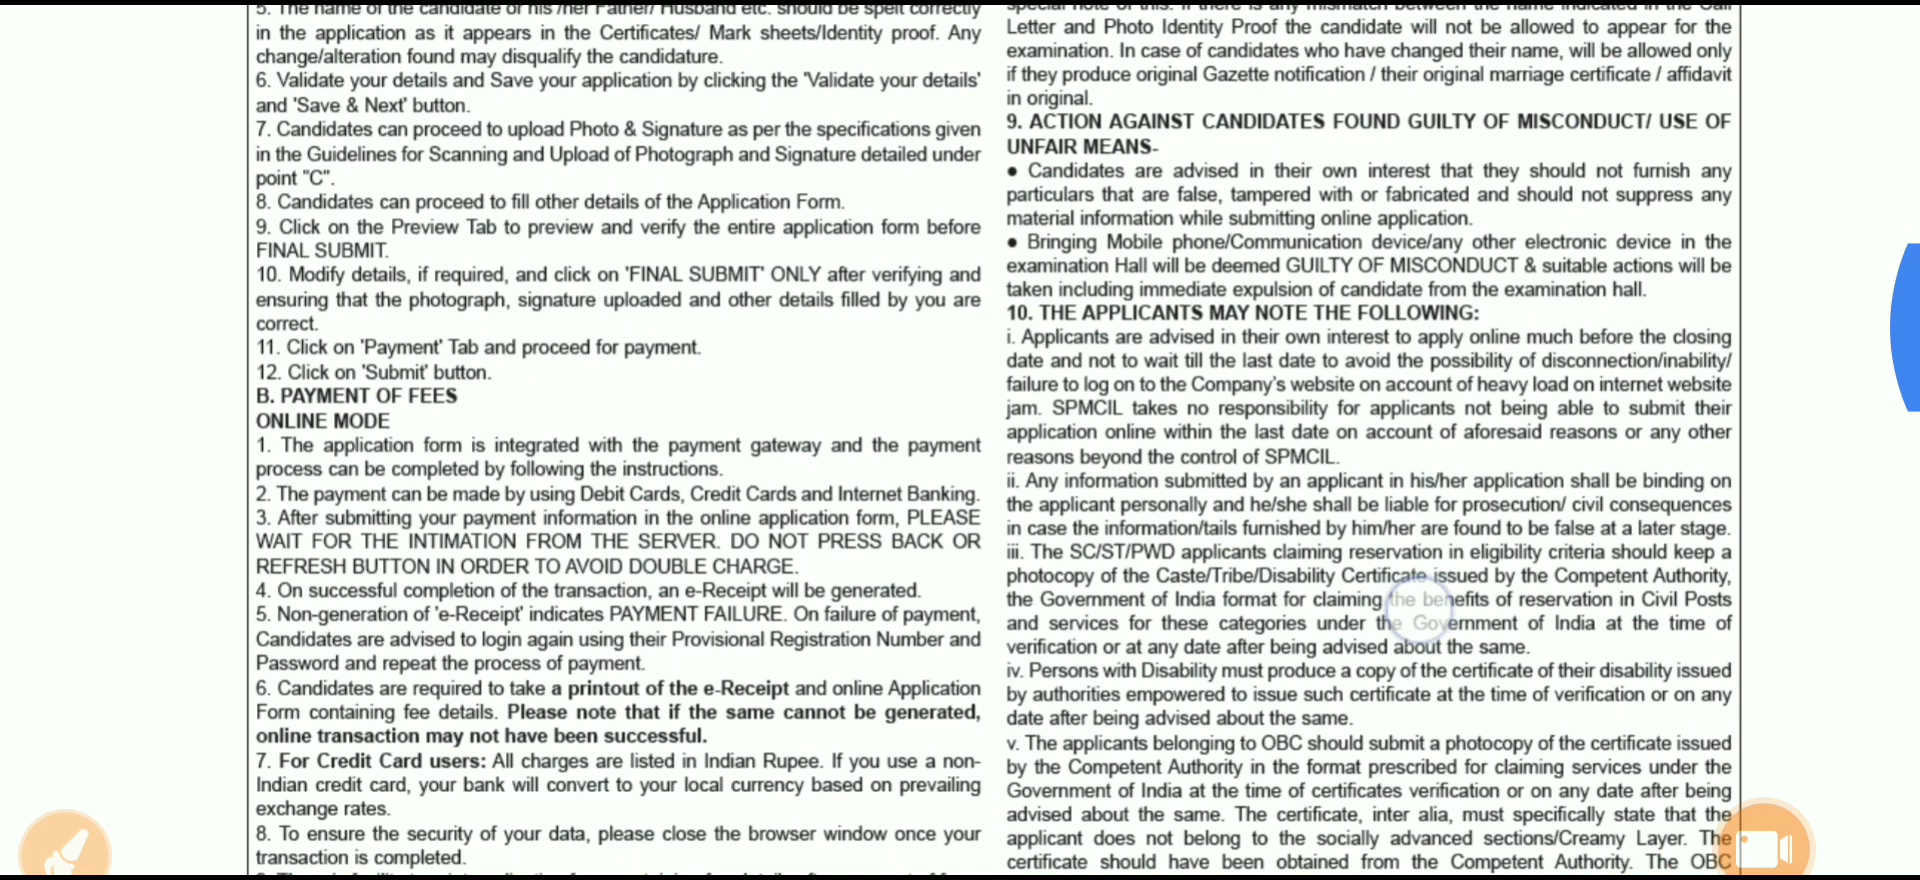 5. The name of the candidate or his /her Father/ Husband etc. should be spelt correctly
in the application as it appears in the Certificates/ Mark sheets/Identity proof. Any
change/alteration found may disqualify the candidature.
6. Validate your details and Save your application by clicking the 'Validate your details'
and 'Save & Next' button.
7. Candidates can proceed to upload Photo & Signature as per the specifications given
in the Guidelines for Scanning and Upload of Photograph and Signature detailed under
point "C".
8. Candidates can proceed to fill other details of the Application Form.
9. Click on the Preview Tab to preview and verify the entire application form before
FINAL SUBMIT.
10. Modify details, if required, and click on 'FINAL SUBMIT' ONLY after verifying and
ensuring that the photograph, signature uploaded and other details filled by you are
correct.
11. Click on 'Payment' Tab and proceed for payment.
12. Click on 'Submit' button.
B. PAYMENT OF FEES
ONLINE MODE
1. The application form is integrated with the payment gateway and the payment
process can be completed by following the instructions.
2. The payment can be made by using Debit Cards, Credit Cards and Internet Banking.
3. After submitting your payment information in the online application form, PLEASE
WAIT FOR THE INTIMATION FROM THE SERVER. DO NOT PRESS BACK OR
REFRESH BUTTON IN ORDER TO AVOID DOUBLE CHARGE.
4. On successful completion of the transaction, an e-Receipt will be generated.
5. Non-generation of 'e-Receipt' indicates PAYMENT FAILURE. On failure of payment,
Candidates are advised to login again using their Provisional Registration Number and
Password and repeat the process of payment.
6. Candidates are required to take a printout of the e-Receipt and online Application
Form containing fee details. Please note that if the same cannot be generated,
online transaction may not have been successful.
7. For Credit Card users: All charges are listed in Indian Rupee. If you use a non-
Indian credit card, your bank will convert to your local currency based on prevailing
exchange rates.
8. To ensure the security of your data, please close the browser window once your
transaction is completed.
special note of this. If there is any mismatch between the name indicated in the Call
Letter and Photo Identity Proof the candidate will not be allowed to appear for the
examination. In case of candidates who have changed their name, will be allowed only
if they produce original Gazette notification / their original marriage certificate / affidavit
in original.
9. ACTION AGAINST CANDIDATES FOUND GUILTY OF MISCONDUCT/ USE OF
UNFAIR MEANS-
● Candidates are advised in their own interest that they should not furnish any
particulars that are false, tampered with or fabricated and should not suppress any
material information while submitting online application.
● Bringing Mobile phone/Communication device/any other electronic device in the
examination Hall will be deemed GUILTY OF MISCONDUCT & suitable actions will be
taken including immediate expulsion of candidate from the examination hall.
10. THE APPLICANTS MAY NOTE THE FOLLOWING:
i. Applicants are advised in their own interest to apply online much before the closing
date and not to wait till the last date to avoid the possibility of disconnection/inability/
failure to log on to the Company's website on account of heavy load on internet website
jam. SPMCIL takes no responsibility for applicants not being able to submit their
application online within the last date on account of aforesaid reasons or any other
reasons beyond the control of SPMCIL.
ii. Any information submitted by an applicant in his/her application shall be binding on
the applicant personally and he/she shall be liable for prosecution/ civil consequences
in case the information/tails furnished by him/her are found to be false at a later stage.
iii. The SC/ST/PWD applicants claiming reservation in eligibility criteria should keep a
photocopy of the Caste/Tribe/Disability Certificate issued by the Competent Authority,
the Government of India format for claiming the benefits of reservation in Civil Posts
and services for these categories under the Government of India at the time of
verification or at any date after being advised about the same.
iv. Persons with Disability must produce a copy of the certificate of their disability issued
by authorities empowered to issue such certificate at the time of verification or on any
date after being advised about the same.
v. The applicants belonging to OBC should submit a photocopy of the certificate issued
by the Competent Authority in the format prescribed for claiming services under the
Government of India at the time of certificates verification or on any date after being
advised about the same. The certificate, inter alia, must specifically state that the
applicant does not belong to the socially advanced sections/Creamy Layer. The
certificate should have been obtained from the Competent Authority. The OBC